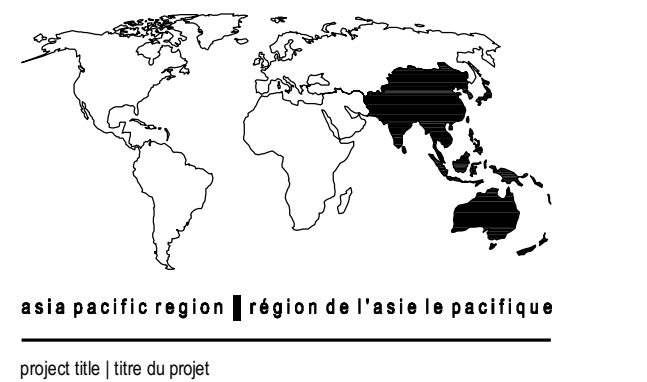 asia pacific region | région de l'asie le pacifique
project title | titre du projet